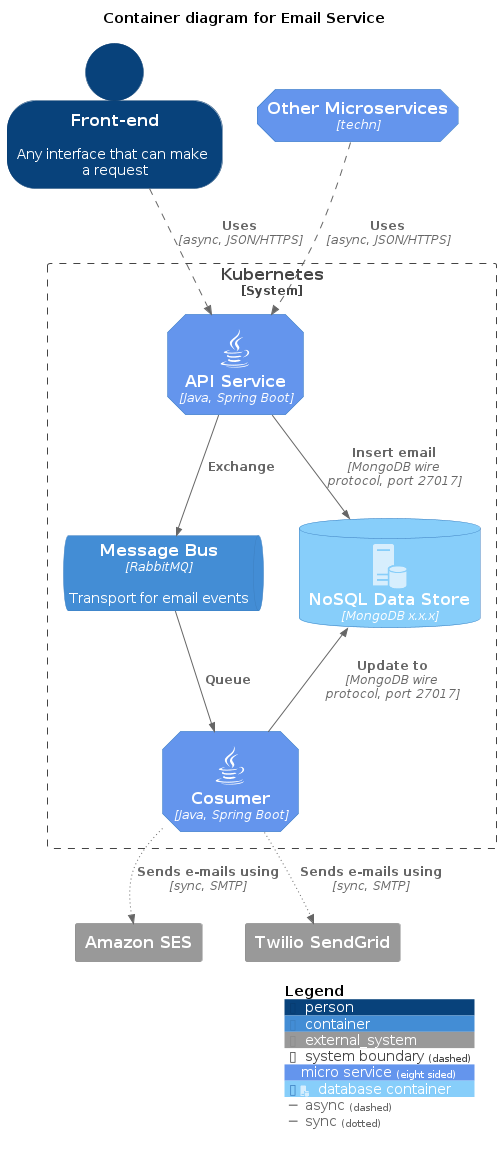 Container diagram for Email Service
Front-end
Any interface that can make
a request
Other Microservices
[techn]
Uses
[async, JSON/HTTPS]
Uses
[async, JSON/HTTPS]
Kubernetes
[System]
API Service
[Java, Spring Boot]
Exchange
Insert email
[MongoDB wire
protocol, port 27017]
Message Bus
[RabbitMQ]
Transport for email events
NoSQL Data Store
[MongoDB x.x.x]
Queue
Update to
[MongoDB wire
protocol, port 27017]
Cosumer
[Java, Spring Boot]
Sends e-mails using
[sync, SMTP]
Sends e-mails using
[sync, SMTP]
Amazon SES
Twilio SendGrid
Legend
person
container
external_system
system boundary (dashed)
micro service (eight sided)
database container
async (dashed)
sync (dotted)